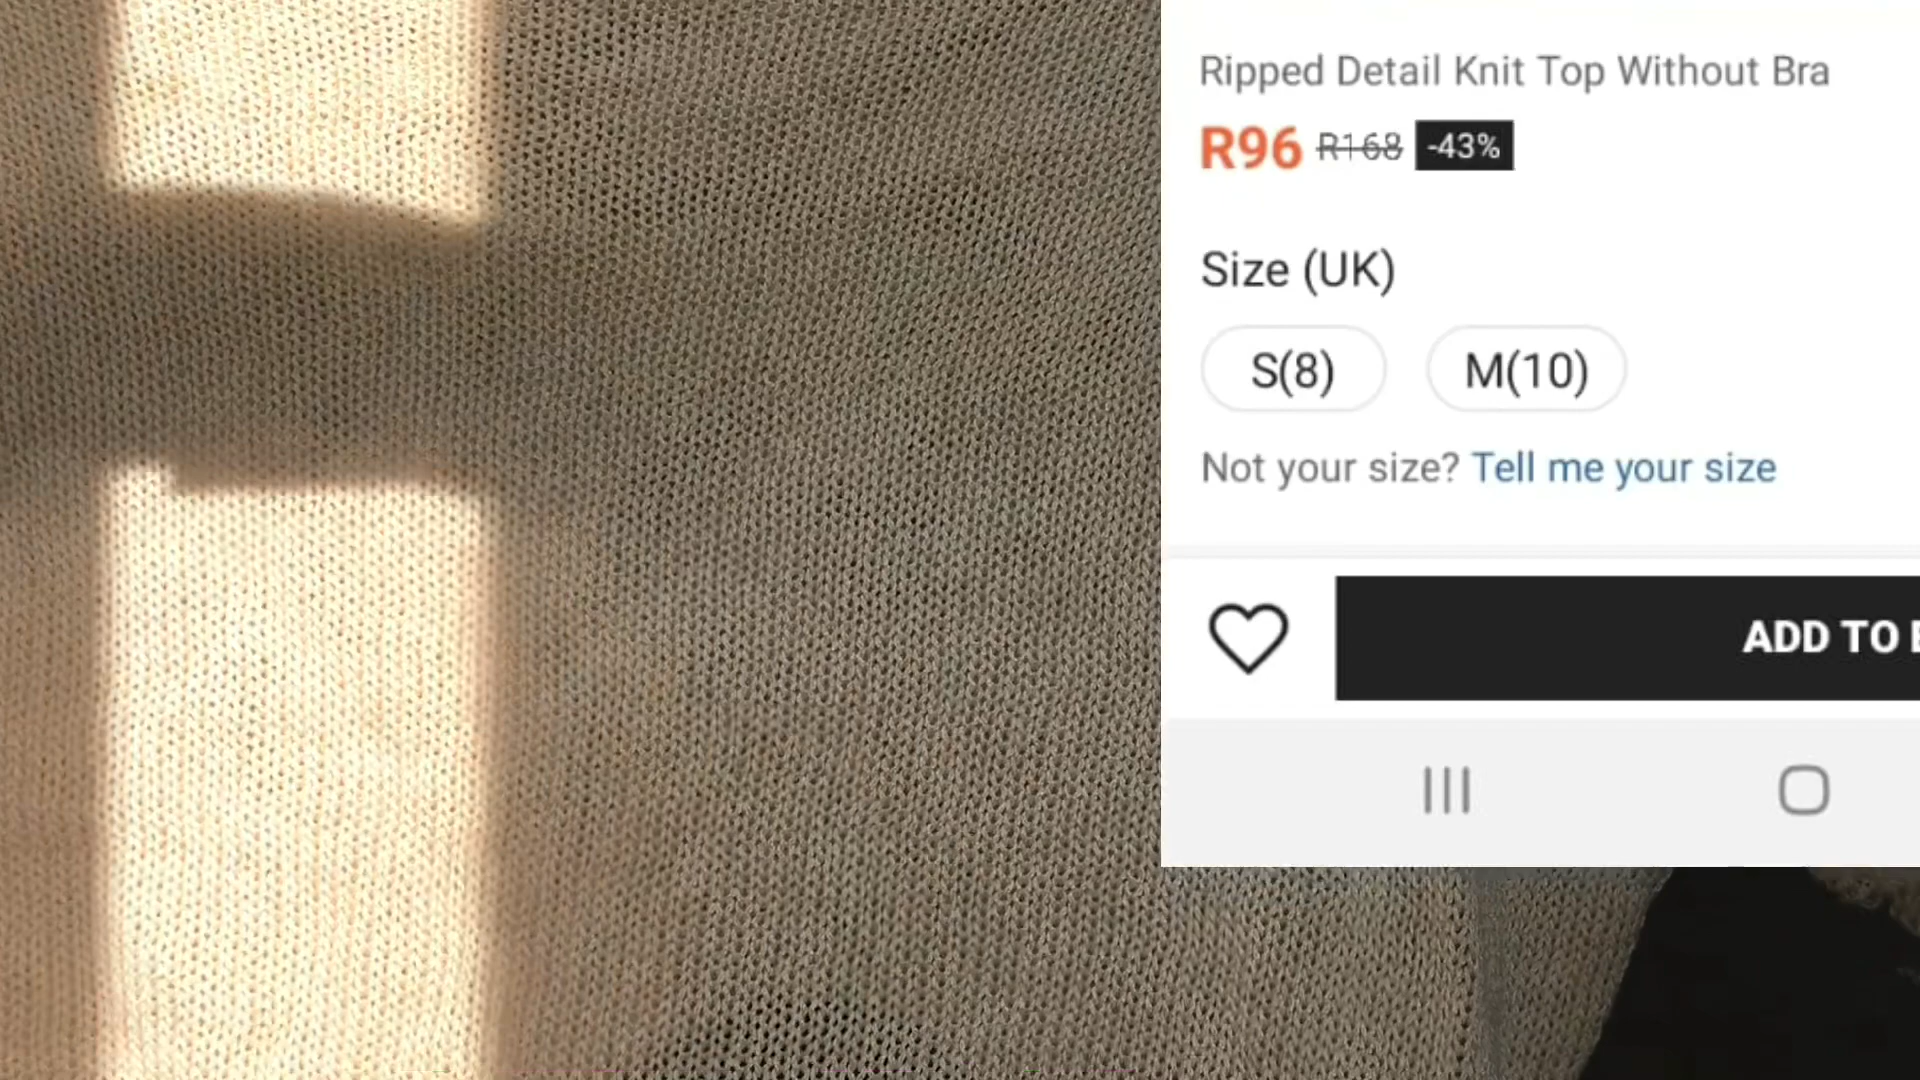 Ripped Detail Knit Top Without Bra
R96 R168 -43%
Size (UK)
S(8) M(10)
Not your size? Tell me your size
ADD TO